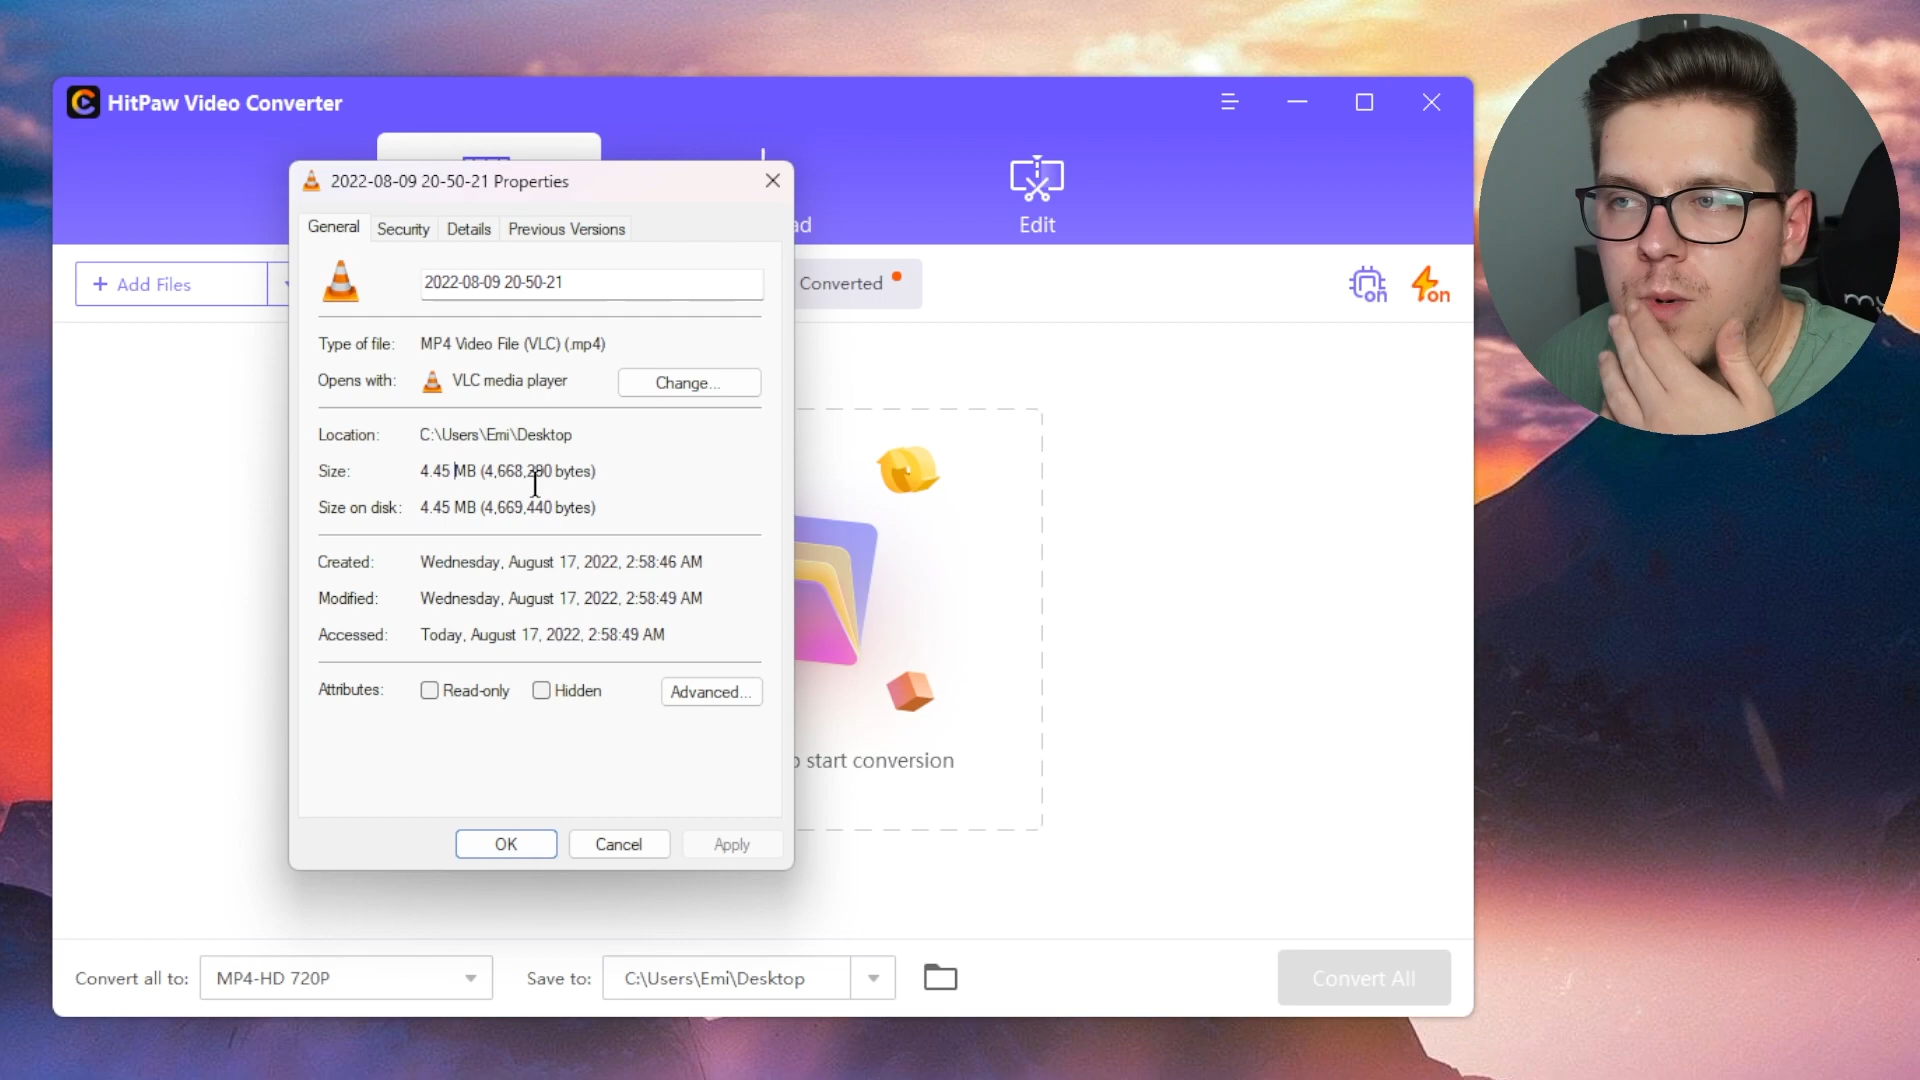 HitPaw Video Converter
2022-08-09 20-50-21 Properties
ad
Edit
General
Security
Details
Previous Versions
+ Add Files
2022-08-09 20-50-21
Converted
on
on
Type of file:
MP4 Video File (VLC) (.mp4)
Opens with:
VLC media player
Change...
Location:
C:\Users\Emi\Desktop
Size:
4.45 MB (4,668,290 bytes)
Size on disk:
4.45 MB (4,669,440 bytes)
Created:
Wednesday, August 17, 2022, 2:58:46 AM
Modified:
Wednesday, August 17, 2022, 2:58:49 AM
Accessed:
Today, August 17, 2022, 2:58:49 AM
Attributes:
Read-only
Hidden
Advanced...
start conversion
OK
Cancel
Apply
Convert all to:
MP4-HD 720P
Save to:
C:\Users\Emi\Desktop
Convert All